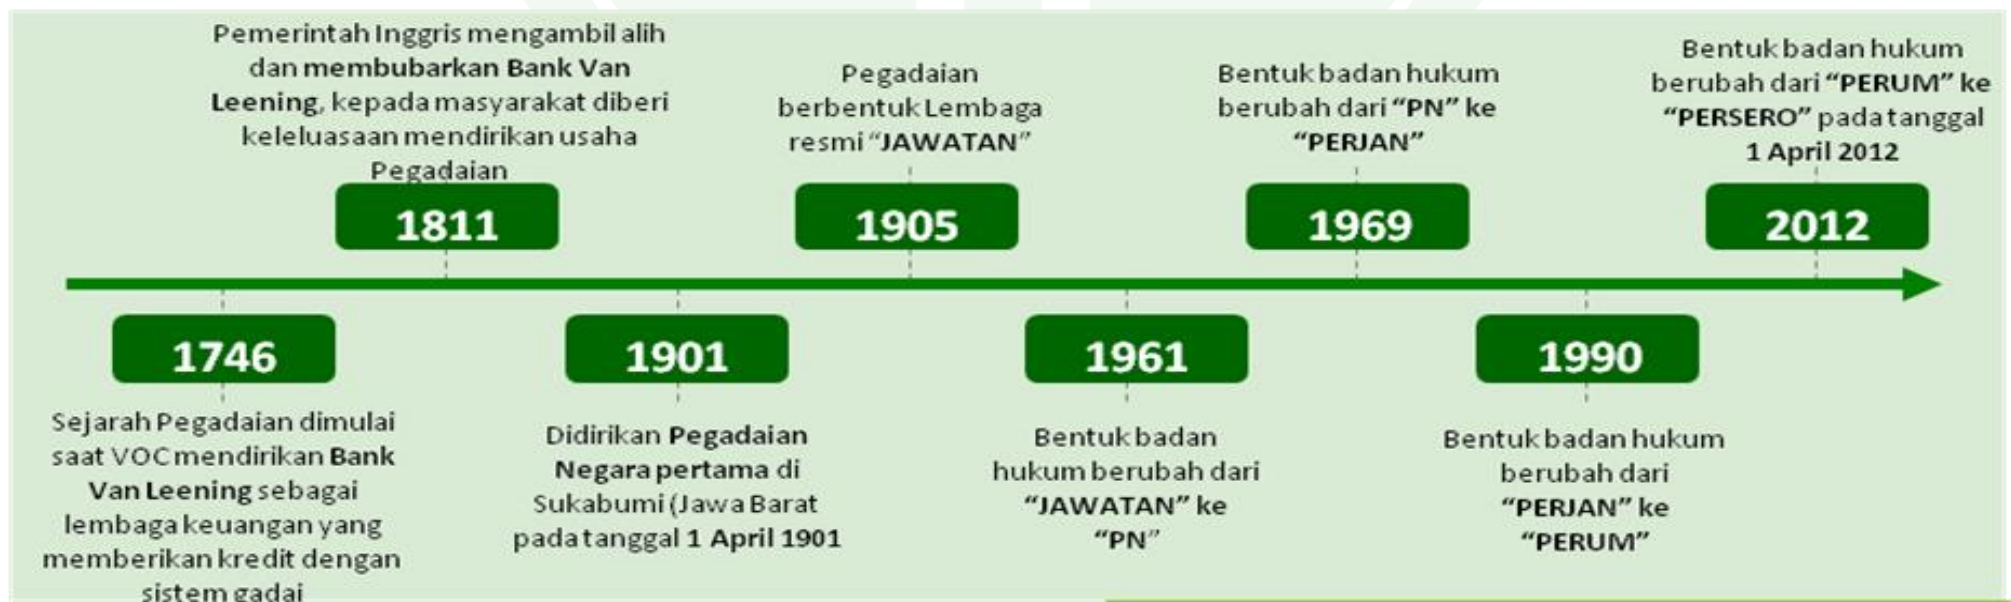 Pemerintah Inggris mengambil alih
dan membubarkan Bank Van
Leening, kepada masyarakat diberi
keleluasaan mendirikan usaha
Pegadaian
1811
Pegadaian
berbentuk Lembaga
resmi “JAWATAN”
1905
Bentuk badan hukum
berubah dari “PN” ke
“PERJAN”
1969
Bentuk badan hukum
berubah dari “PERUM” ke
“PERSERO” pada tanggal
1 April 2012
2012
1746
Sejarah Pegadaian dimulai
saat VOC mendirikan Bank
Van Leening sebagai
lembaga keuangan yang
memberikan kredit dengan
sistem gadai
1901
Didirikan Pegadaian
Negara pertama di
Sukabumi (Jawa Barat
pada tanggal 1 April 1901
1961
Bentuk badan
hukum berubah dari
“JAWATAN” ke
“PN”
1990
Bentuk badan hukum
berubah dari
“PERJAN” ke
“PERUM”